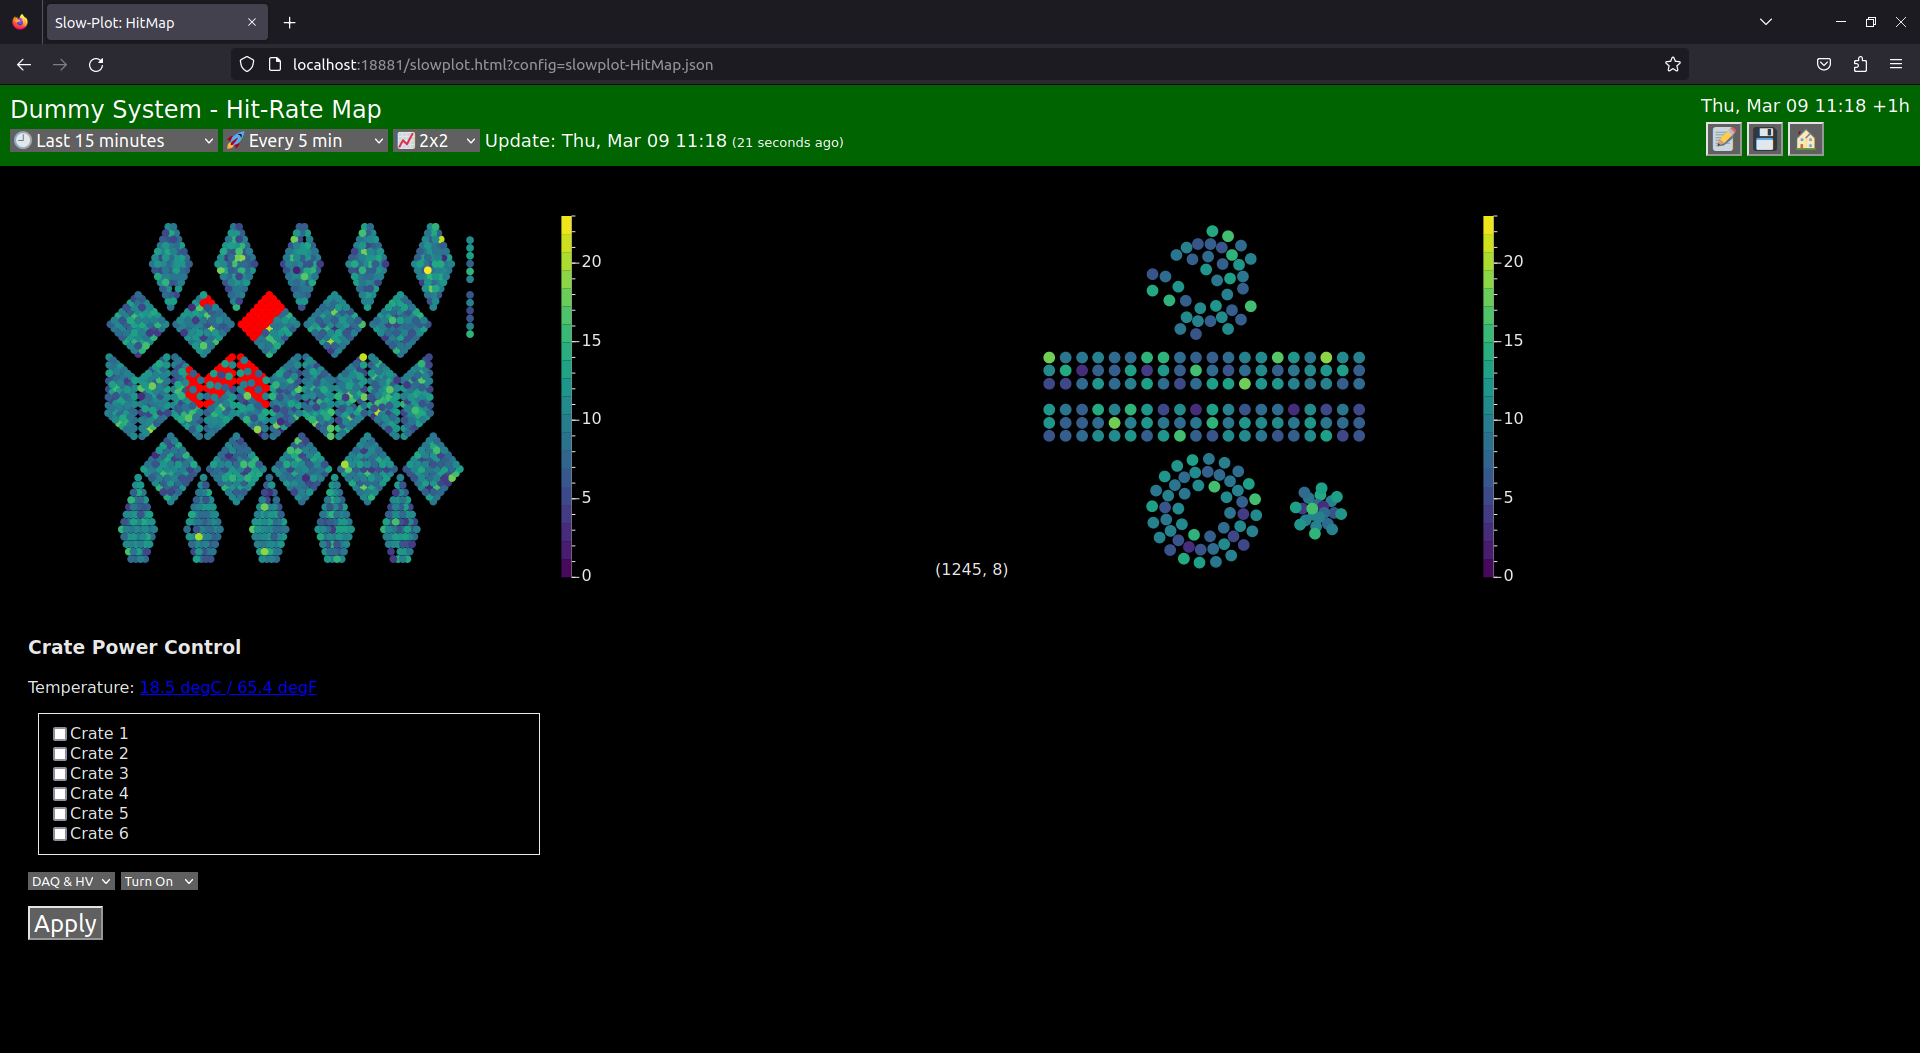 Slow-Plot: HitMap
localhost:18881/slowplot.html?config=slowplot-HitMap.json
Dummy System - Hit-Rate Map
Thu, Mar 09 11:18 +1h
Last 15 minutes
Every 5 min
2x2
Update: Thu, Mar 09 11:18 (21 seconds ago)
20
15
10
5
0
(1245, 8)
20
15
10
5
0
Crate Power Control
Temperature: 18.5 degC / 65.4 degF
Crate 1
Crate 2
Crate 3
Crate 4
Crate 5
Crate 6
DAQ & HV
Turn On
Apply